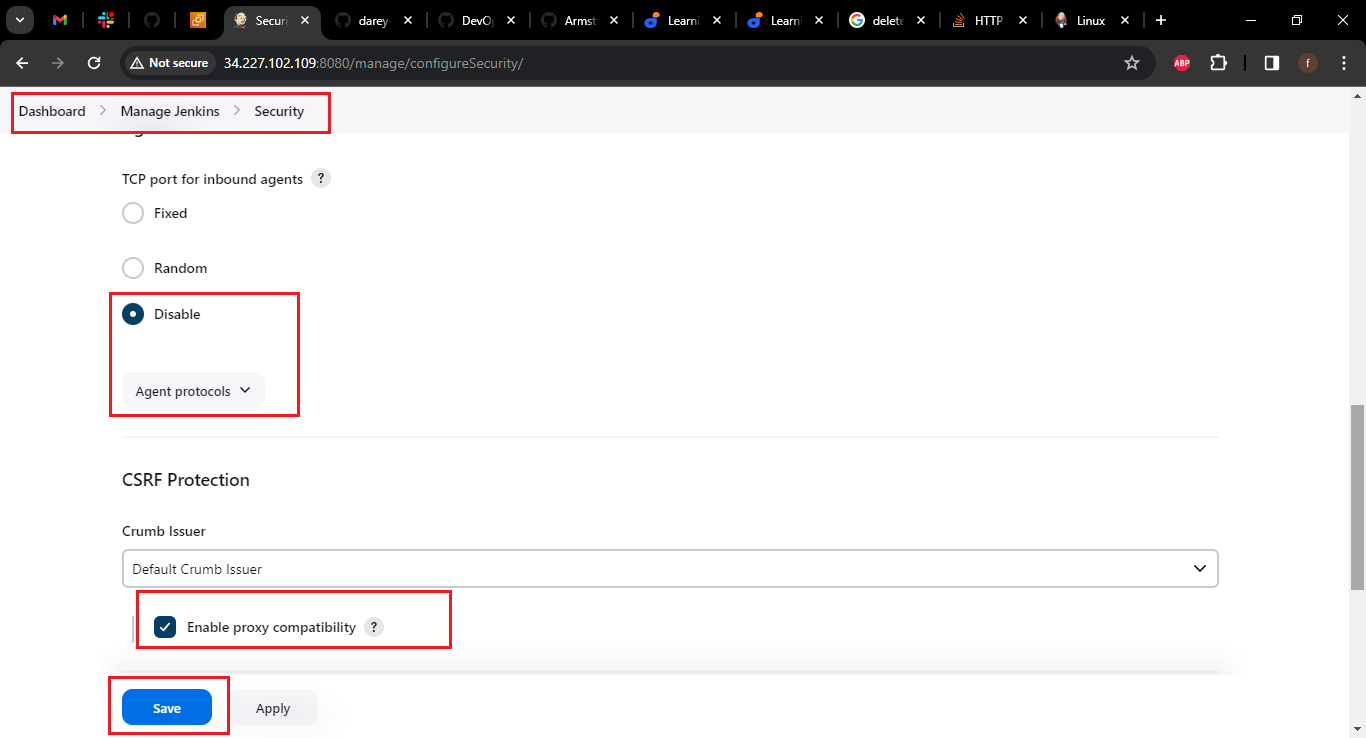 Securi
darey
DevO
Armst
Learni
Learni
delete
HTTP
Linux
Not secure
34.227.102.109:8080/manage/configureSecurity/
ABP
f
Dashboard
Manage Jenkins
Security
TCP port for inbound agents ?
Fixed
Random
Disable
Agent protocols
CSRF Protection
Crumb Issuer
Default Crumb Issuer
Enable proxy compatibility ?
Save
Apply